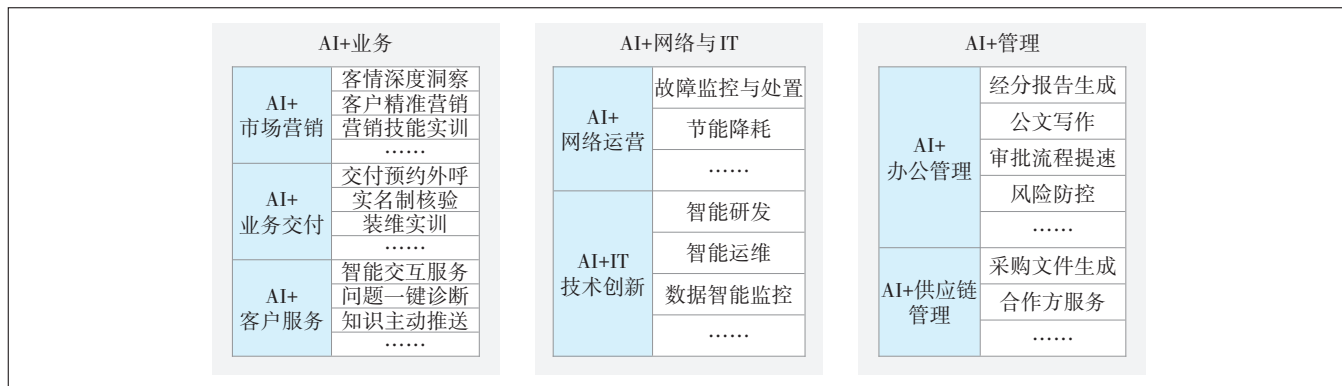 AI+业务
AI+
市场营销
客情深度洞察
客户精准营销
营销技能实训
……
AI+
业务交付
交付预约外呼
实名制核验
装维实训
……
AI+
客户服务
智能交互服务
问题一键诊断
知识主动推送
……
AI+网络与IT
AI+
网络运营
故障监控与处置
节能降耗
……
AI+IT
技术创新
智能研发
智能运维
数据智能监控
……
AI+管理
AI+
办公管理
经分报告生成
公文写作
审批流程提速
风险防控
……
AI+供应链
管理
采购文件生成
合作方服务
……